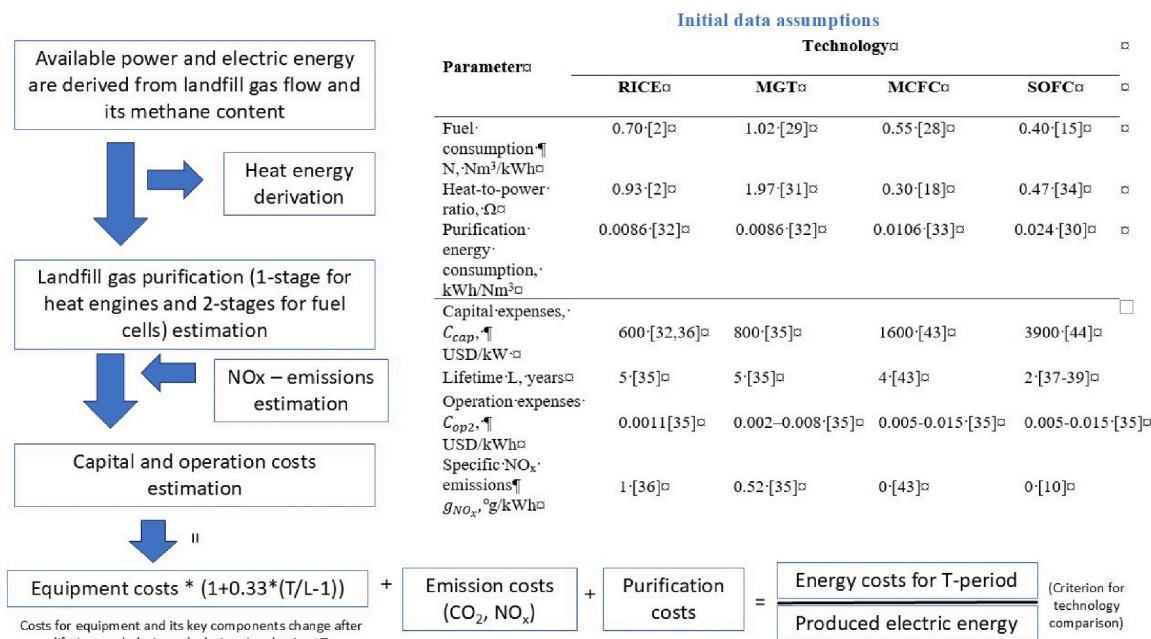 Initial data assumptions
Available power and electric energy
are derived from landfill gas flow and
its methane content
Heat energy
derivation
Landfill gas purification (1-stage for
heat engines and 2-stages for fuel
cells) estimation
NOx – emissions
estimation
Capital and operation costs
estimation
Parameter¤
Technology¤ ¤
RICE¤ MGT¤ MCFC¤ SOFC¤ ¤
Fuel·
consumption·¶
N,·Nm³/kWh¤
0.70·[2]¤ 1.02·[29]¤ 0.55·[28]¤ 0.40·[15]¤ ¤
Heat-to-power·
ratio,·Ω¤
0.93·[2]¤ 1.97·[31]¤ 0.30·[18]¤ 0.47·[34]¤ ¤
Purification·
energy·
consumption,·
kWh/Nm³¤
0.0086·[32]¤ 0.0086·[32]¤ 0.0106·[33]¤ 0.024·[30]¤ ¤
Capital·expenses,·
C_cap,·¶
USD/kW·¤
600·[32,36]¤ 800·[35]¤ 1600·[43]¤ 3900·[44]¤
Lifetime·L,·years¤ 5·[35]¤ 5·[35]¤ 4·[43]¤ 2·[37-39]¤
Operation·expenses·
C_op2,·¶
USD/kWh¤
0.0011[35]¤ 0.002–0.008·[35]¤ 0.005-0.015·[35]¤ 0.005-0.015·[35]¤
Specific·NOₓ·
emissions¶
g_NOₓ,°g/kWh¤
1·[36]¤ 0.52·[35]¤ 0·[43]¤ 0·[10]¤
=
Equipment costs * (1+0.33*(T/L-1)) + Emission costs
(CO₂, NOₓ) + Purification
costs = Energy costs for T-period
Produced electric energy
(Criterion for
technology
comparison)
Costs for equipment and its key components change after